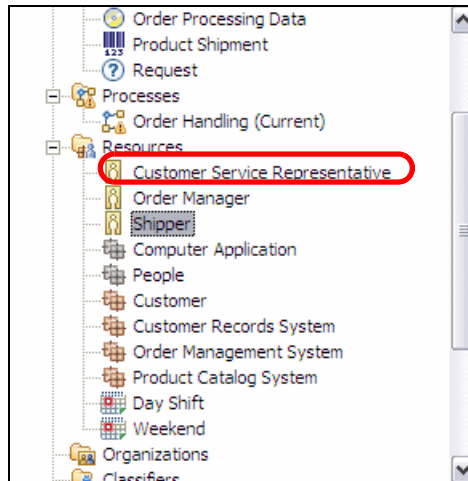 Order Processing Data
123
Product Shipment
?
Request
Processes
Order Handling (Current)
Resources
Customer Service Representative
Order Manager
Shipper
Computer Application
People
Customer
Customer Records System
Order Management System
Product Catalog System
Day Shift
Weekend
Organizations
Classifiers